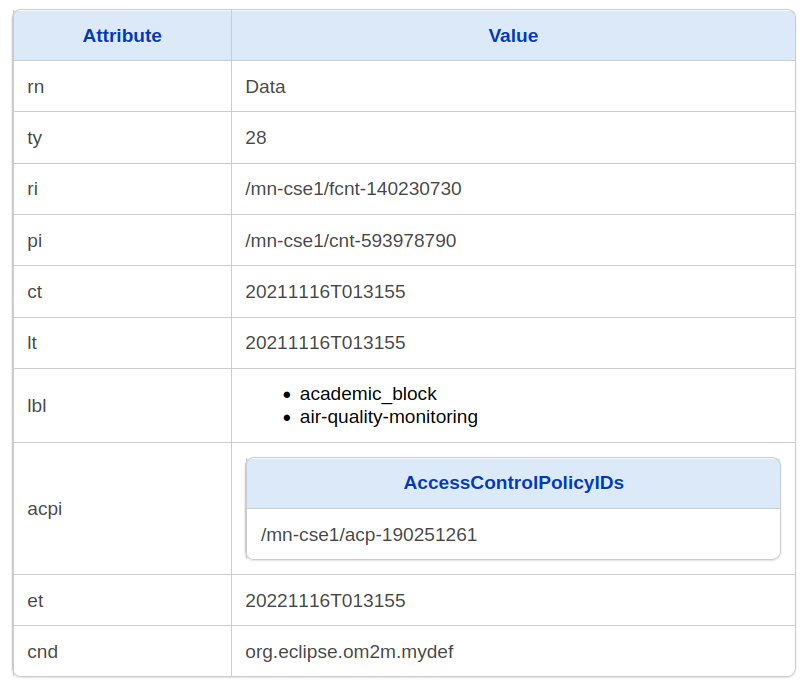 Attribute Value
rn Data
ty 28
ri /mn-cse1/fcnt-140230730
pi /mn-cse1/cnt-593978790
ct 20211116T013155
lt 20211116T013155
lbl
• academic_block
• air-quality-monitoring
acpi
AccessControlPolicyIDs
/mn-cse1/acp-190251261
et 20221116T013155
cnd org.eclipse.om2m.mydef